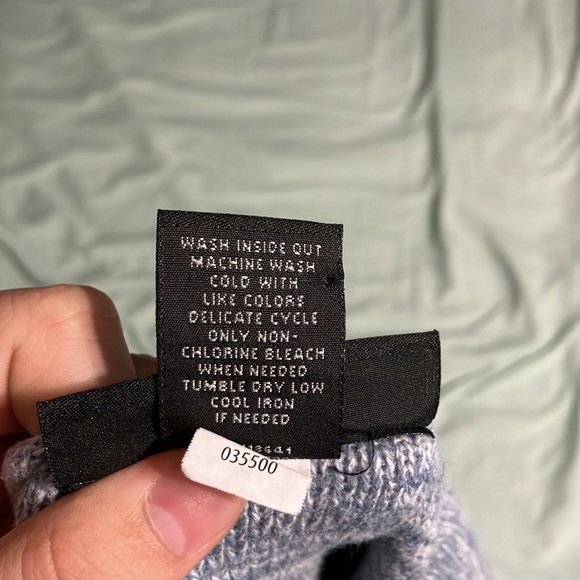 WASH INSIDE OUT
MACHINE WASH
COLD WITH
LIKE COLORS
DELICATE CYCLE
ONLY NON-
CHLORINE BLEACH
WHEN NEEDED
TUMBLE DRY LOW
COOL IRON
IF NEEDED
035500